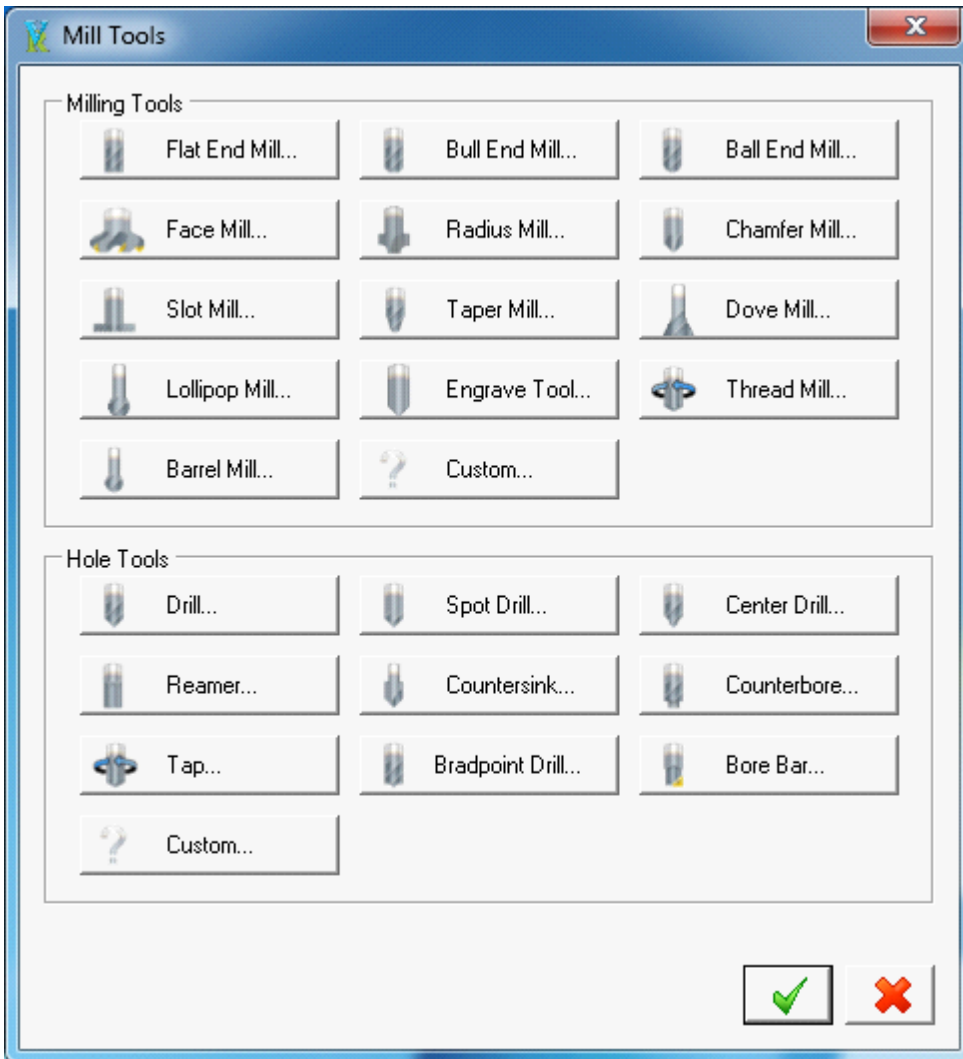 Mill Tools
Milling Tools
Flat End Mill... Bull End Mill... Ball End Mill...
Face Mill... Radius Mill... Chamfer Mill...
Slot Mill... Taper Mill... Dove Mill...
Lollipop Mill... Engrave Tool... Thread Mill...
Barrel Mill... Custom...
Hole Tools
Drill... Spot Drill... Center Drill...
Reamer... Countersink... Counterbore...
Tap... Bradpoint Drill... Bore Bar...
Custom...